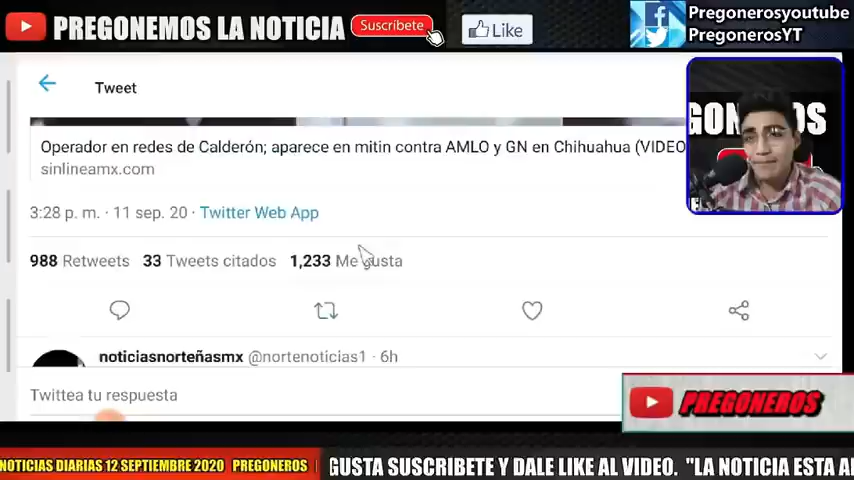 PREGONEMOS LA NOTICIA
Suscríbete
Like
Pregonerosyoutube
PregonerosYT
Tweet
Operador en redes de Calderón; aparece en mitin contra AMLO y GN en Chihuahua (VIDEO
sinlineamx.com
3:28 p. m. · 11 sep. 20 · Twitter Web App
988 Retweets 33 Tweets citados 1,233 Me gusta
noticiasnorteñasmx @nortenoticias1 · 6h
Twittea tu respuesta
PREGONEROS
NOTICIAS DIARIAS 12 SEPTIEMBRE 2020 PREGONEROS
GUSTA SUSCRIBETE Y DALE LIKE AL VIDEO. "LA NOTICIA ESTA A